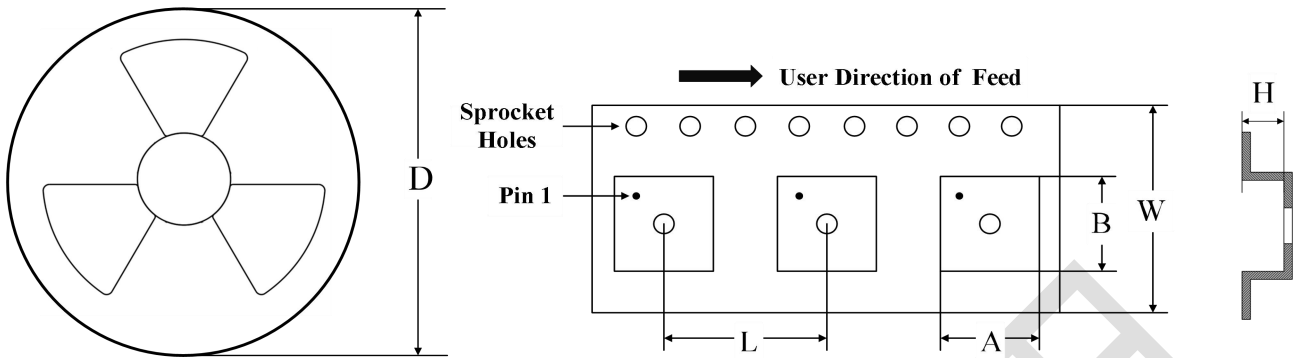 User Direction of Feed
H
Sprocket
Holes
D
Pin 1
B
W
L
A